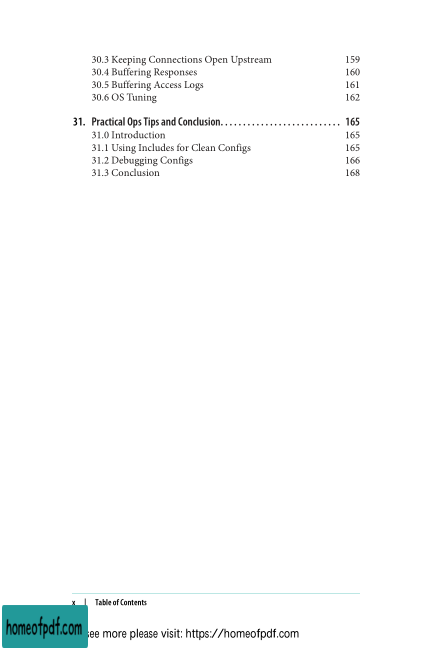 30.3 Keeping Connections Open Upstream 159
30.4 Buffering Responses 160
30.5 Buffering Access Logs 161
30.6 OS Tuning 162
31. Practical Ops Tips and Conclusion. . . . . . . . . . . . . . . . . . . . . . . . . . 165
31.0 Introduction 165
31.1 Using Includes for Clean Configs 165
31.2 Debugging Configs 166
31.3 Conclusion 168
x | Table of Contents
homeofpdf.com
see more please visit: https://homeofpdf.com